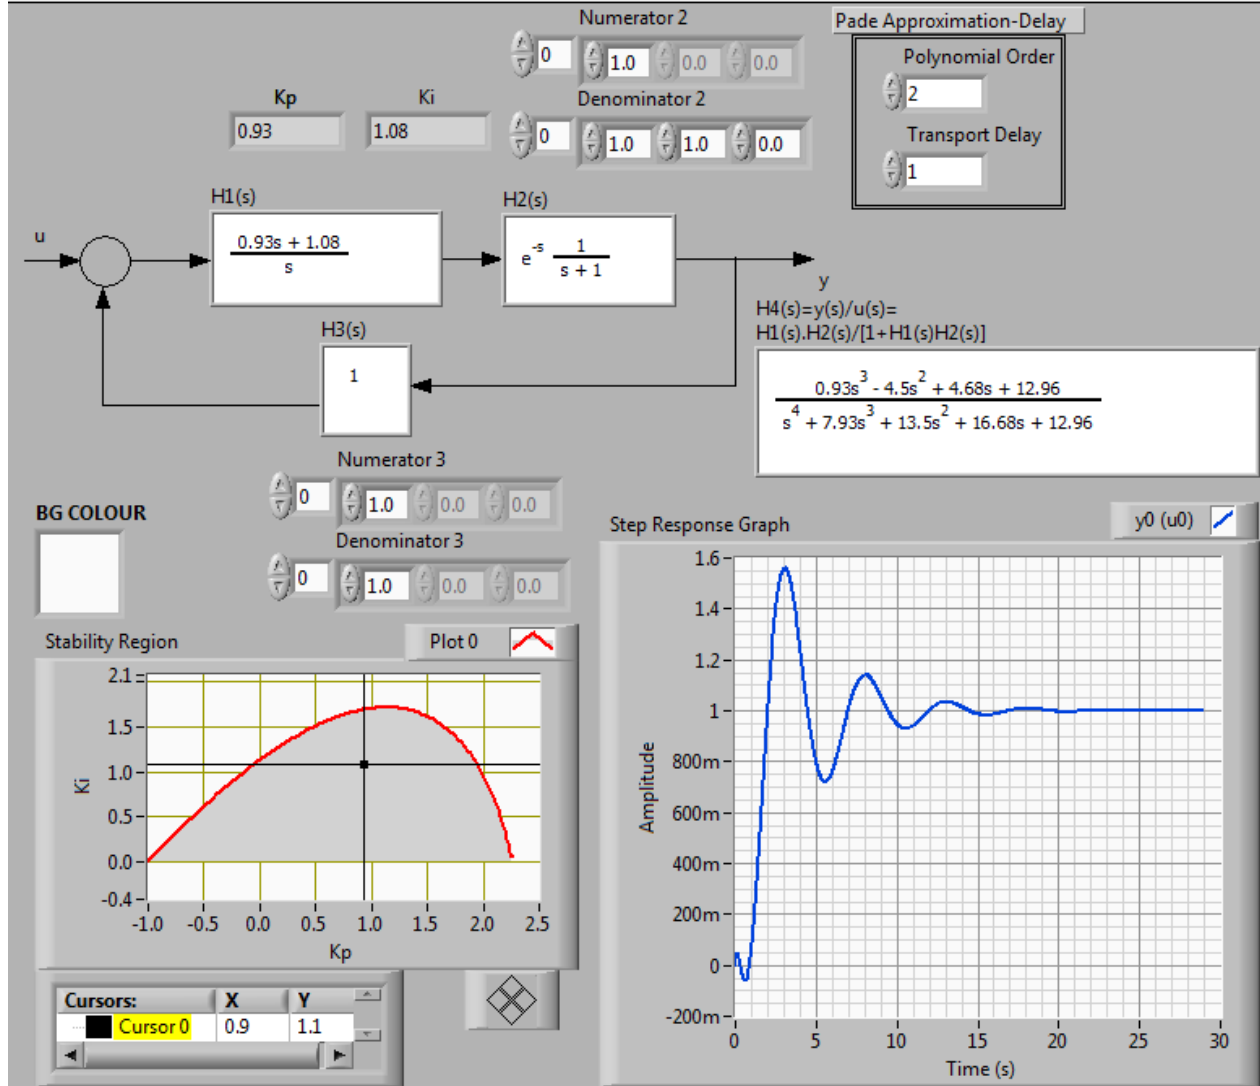 Numerator 2
0 1.0 0.0 0.0
Pade Approximation-Delay
Polynomial Order
2
Transport Delay
1
Kp Ki
0.93 1.08
Denominator 2
0 1.0 1.0 0.0
H1(s)
0.93s + 1.08
s
H2(s)
e^-s 1
s + 1
u
y
H3(s)
1
H4(s)=y(s)/u(s)=
H1(s).H2(s)/[1+H1(s)H2(s)]
0.93s^3 - 4.5s^2 + 4.68s + 12.96
s^4 + 7.93s^3 + 13.5s^2 + 16.68s + 12.96
Numerator 3
0 1.0 0.0 0.0
Denominator 3
0 1.0 0.0 0.0
BG COLOUR
Stability Region
Plot 0
2.1
1.5
1.0
0.5
0.0
-0.4
Ki
-1.0 -0.5 0.0 0.5 1.0 1.5 2.0 2.5
Kp
Cursors: X Y
Cursor 0 0.9 1.1
Step Response Graph
y0 (u0)
1.6
1.4
1.2
1
800m
600m
400m
200m
0
-200m
Amplitude
0 5 10 15 20 25 30
Time (s)